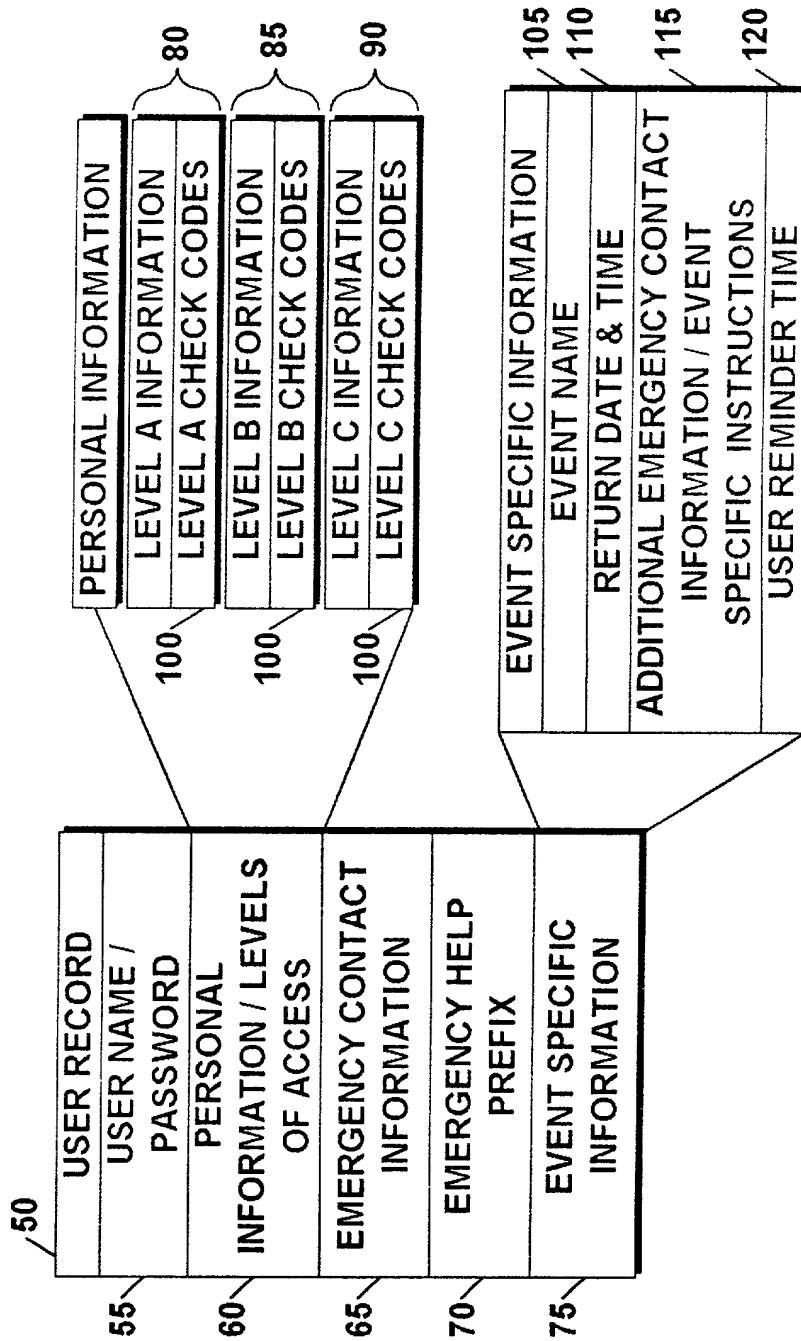 50
USER RECORD
55
USER NAME /
PASSWORD
60
PERSONAL
INFORMATION / LEVELS
OF ACCESS
65
EMERGENCY CONTACT
INFORMATION
70
EMERGENCY HELP
PREFIX
75
EVENT SPECIFIC
INFORMATION
PERSONAL INFORMATION
LEVEL A INFORMATION
80
100
LEVEL A CHECK CODES
LEVEL B INFORMATION
85
100
LEVEL B CHECK CODES
LEVEL C INFORMATION
90
100
LEVEL C CHECK CODES
EVENT SPECIFIC INFORMATION
EVENT NAME
105
RETURN DATE & TIME
110
ADDITIONAL EMERGENCY CONTACT
INFORMATION / EVENT
SPECIFIC INSTRUCTIONS
115
USER REMINDER TIME
120